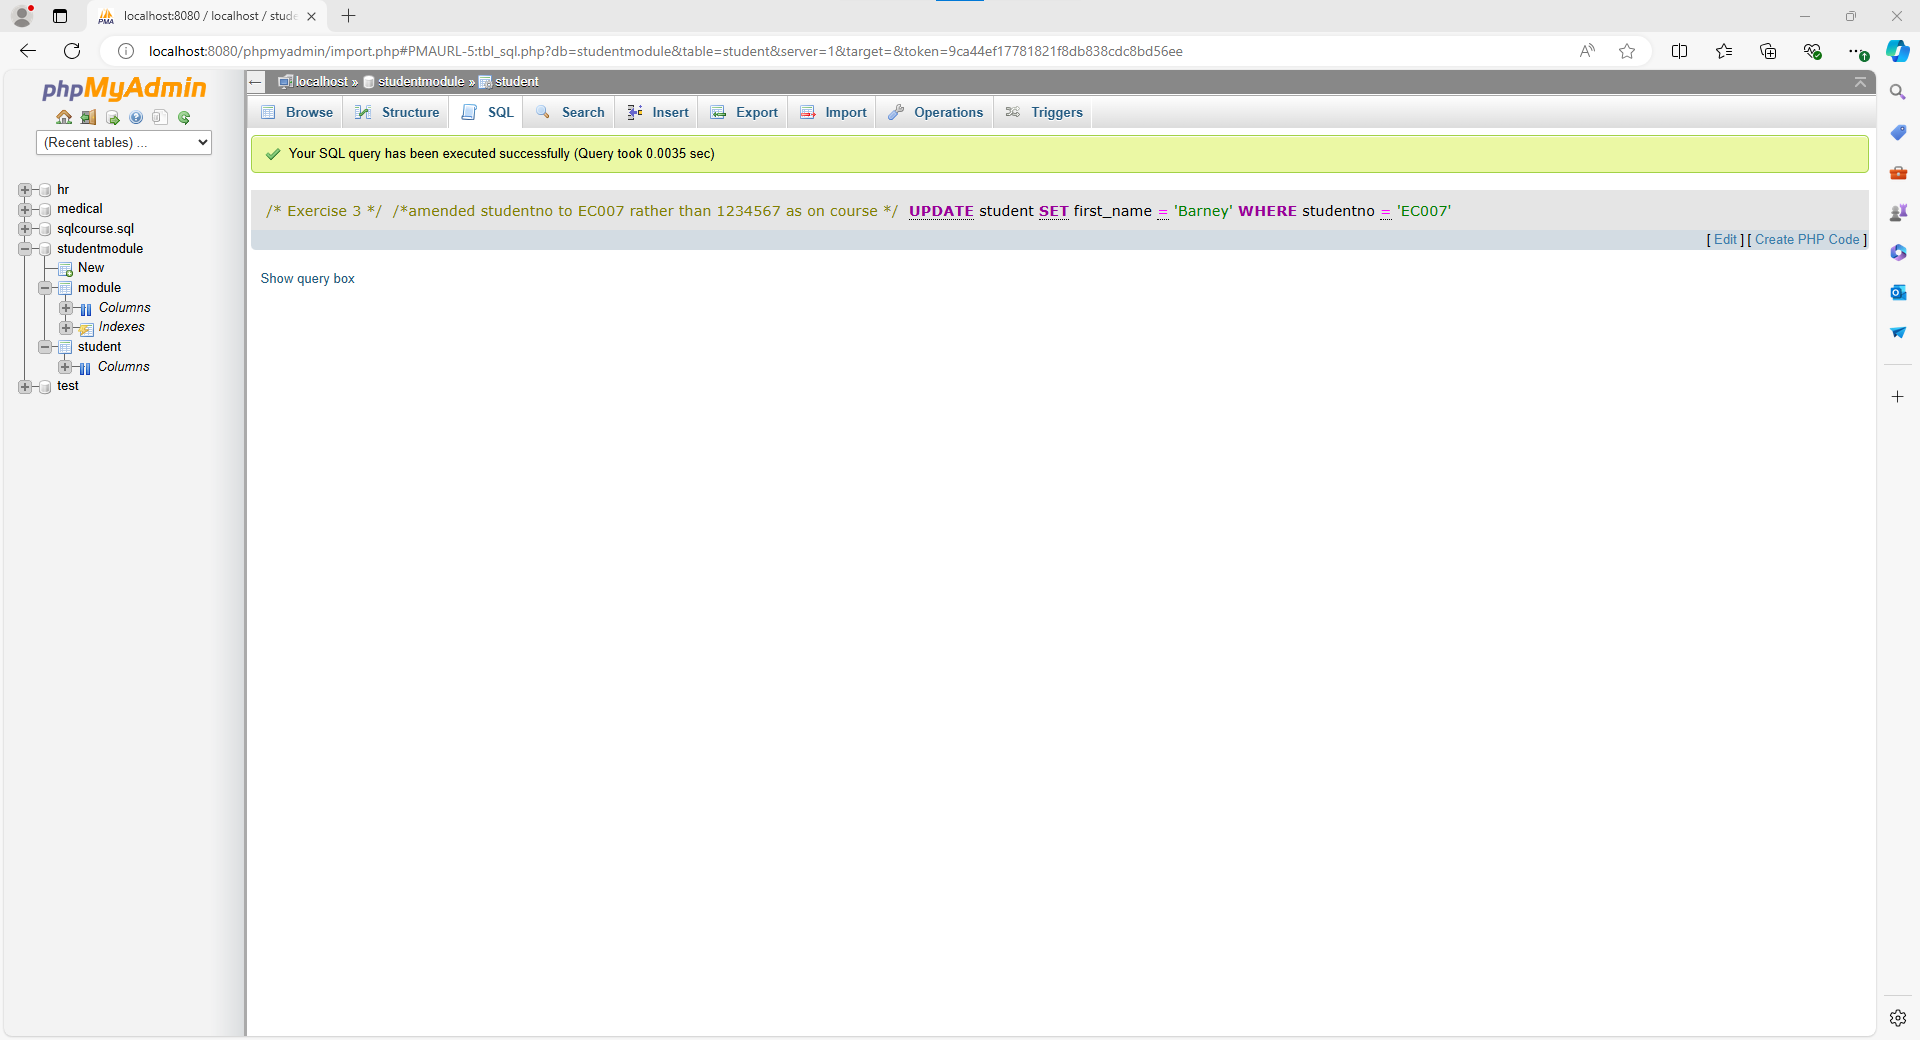 localhost:8080 / localhost / stude
localhost:8080/phpmyadmin/import.php#PMAURL-5:tbl_sql.php?db=studentmodule&table=student&server=1&target=&token=9ca44ef17781821f8db838cdc8bd56ee
phpMyAdmin
(Recent tables) ...
hr
medical
sqlcourse.sql
studentmodule
New
module
Columns
Indexes
student
Columns
test
localhost » studentmodule » student
Browse Structure SQL Search Insert Export Import Operations Triggers
Your SQL query has been executed successfully (Query took 0.0035 sec)
/* Exercise 3 */ /*amended studentno to EC007 rather than 1234567 as on course */ UPDATE student SET first_name = 'Barney' WHERE studentno = 'EC007'
[ Edit ] [ Create PHP Code ]
Show query box